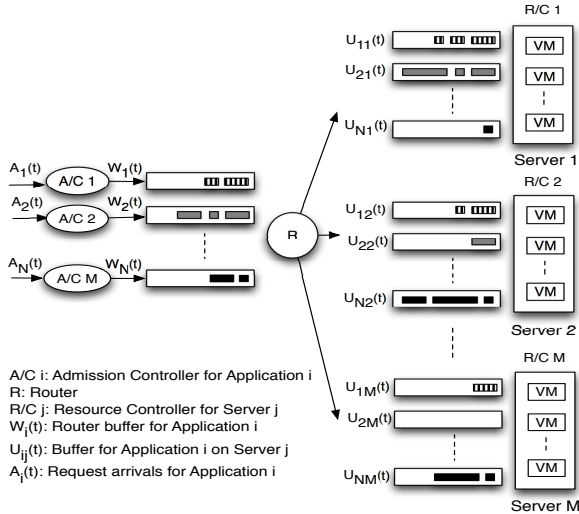 R/C 1
U11(t)
VM
U21(t)
VM
UN1(t)
VM
Server 1
A1(t)
A/C 1
W1(t)
A2(t)
A/C 2
W2(t)
AN(t)
A/C M
WN(t)
R
R/C 2
U12(t)
VM
U22(t)
VM
UN2(t)
VM
Server 2
R/C M
U1M(t)
VM
U2M(t)
VM
UNM(t)
VM
Server M
A/C i: Admission Controller for Application i
R: Router
R/C j: Resource Controller for Server j
Wi(t): Router buffer for Application i
Uij(t): Buffer for Application i on Server j
Ai(t): Request arrivals for Application i